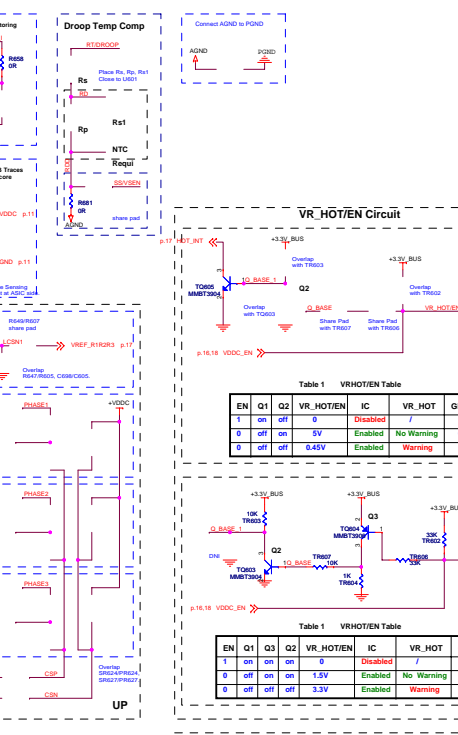 toring
R658
0R
Traces
core
VDDC p.11
GND p.11
e Sensing
t at ASIC side.
R649/R607
share pad
LCSN1
VREF_R1R2R3 p.17
Overlap
R647/R605, C698/C605.
PHASE1
+VDDC
PHASE2
PHASE3
CSP
CSN
Overlap
SR624/PR624,
SR627/PR627
UP
Droop Temp Comp
RT/DROOP
Place Rs, Rp, Rs1
Close to U601
Rs
RD
Rp
Rs1
NTC
Requi
SS/VSEN
R681
0R
share pad
AGND
Connect AGND to PGND
AGND
PGND
VR_HOT/EN Circuit
p.17 HOT_INT
+3.3V_BUS
Overlap
with TR603
+3.3V_BUS
TQ605
MMBT3904
1Q_BASE_1
Q2
Overlap
with TR602
Overlap
with TQ603
Q_BASE
VR_HOT/EN
Share Pad
with TR607
Share Pad
with TR606
p.16,18 VDDC_EN
Table 1 VRHOT/EN Table
EN Q1 Q2 VR_HOT/EN IC VR_HOT
1 on off 0 Disabled /
0 off off 5V Enabled No Warning
0 off off 0.45V Enabled Warning
+3.3V_BUS
+3.3V_BUS
+3.3V_BU
10K
TR603
Q_BASE_1
TQ604
MMBT3906
Q3
33K
TR602
DNI
Q2
TQ603
MMBT3904
1Q_BASE
TR607
10K
TR606
33K
1K
TR604
p.16,18 VDDC_EN
Table 1 VRHOT/EN Table
EN Q1 Q3 Q2 VR_HOT/EN IC VR_HOT
1 on on on 0 Disabled /
0 off off off 1.5V Enabled No Warning
0 off off off 3.3V Enabled Warning